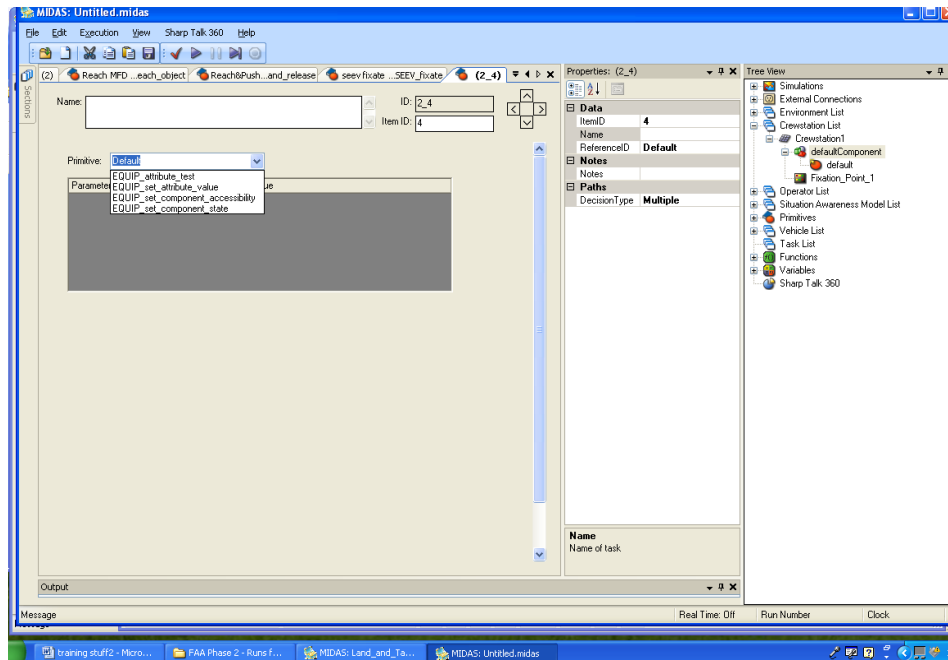 MIDAS: Untitled.midas
File Edit Execution View Sharp Talk 360 Help
(2) Reach MFD ...each_object Reach&Push...and_release seev fixate ...SEEV_fixate (2_4)
Sections
Name:
ID: 2_4
Item ID: 4
Primitive: Default
EQUIP_attribute_test
EQUIP_set_attribute_value
EQUIP_set_component_accessibility
EQUIP_set_component_state
Properties: (2_4)
Data
ItemID 4
Name
ReferenceID Default
Notes
Notes
Paths
DecisionType Multiple
Name
Name of task
Tree View
Simulations
External Connections
Environment List
Crewstation List
Crewstation1
defaultComponent
default
Fixation_Point_1
Operator List
Situation Awareness Model List
Primitives
Vehicle List
Task List
Functions
Variables
Sharp Talk 360
Output
Message Real Time: Off Run Number Clock
training stuff2 - Micro... FAA Phase 2 - Runs f... MIDAS: Land_and_Ta... MIDAS: Untitled.midas